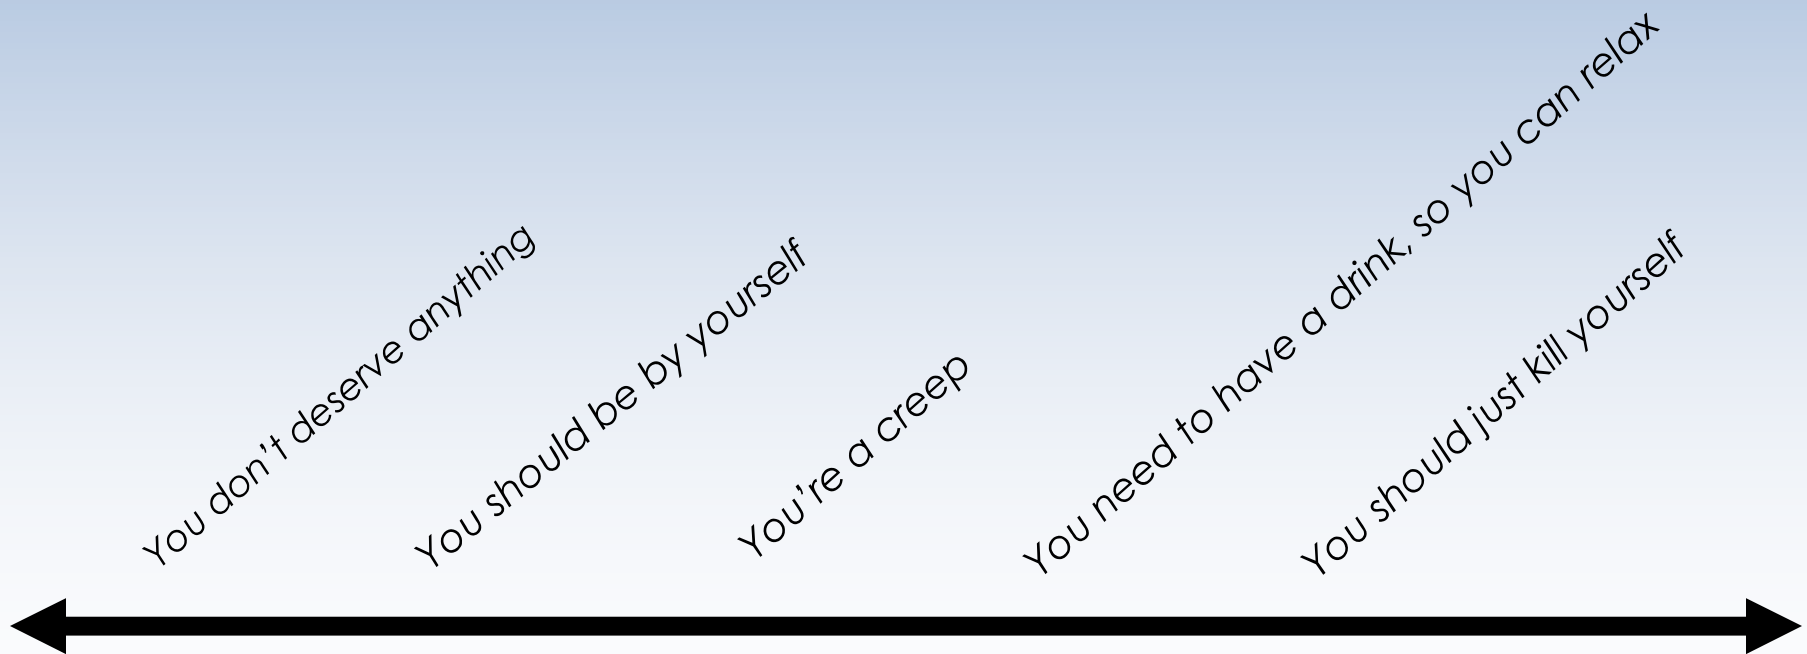 You don't deserve anything
You should be by yourself
You're a creep
You need to have a drink, so you can relax
You should just kill yourself